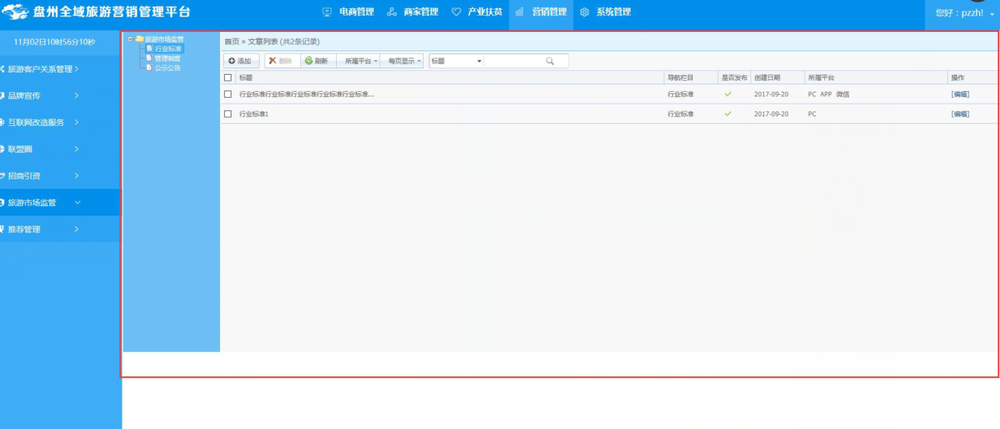 盘州全域旅游营销管理平台
电商管理 商家管理 产业扶贫 营销管理 系统管理
您好：pzzh!
11月02日10时56分10秒
旅游客户关系管理
品牌宣传
互联网改造服务
联盟圈
招商引资
旅游市场监管
推荐管理
旅游市场监管
行业标准
管理制度
公示公告
首页 » 文章列表 (共2条记录)
添加 删除 刷新 所属平台 每页显示 标题
标题 导航栏目 是否发布 创建日期 所属平台 操作
行业标准行业标准行业标准行业标准行业标准... 行业标准 2017-09-20 PC APP 微信 [编辑]
行业标准1 行业标准 2017-09-20 PC [编辑]